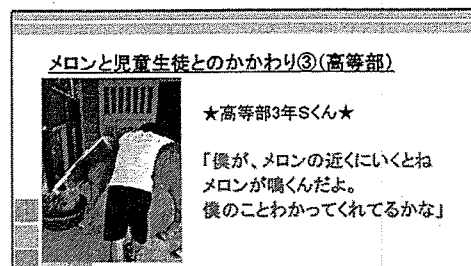 メロンと児童生徒とのかかわり③(高等部)
★高等部3年Sくん★
「僕が、メロンの近くにいくとね
メロンが鳴くんだよ。
僕のことわかってくれてるかな」